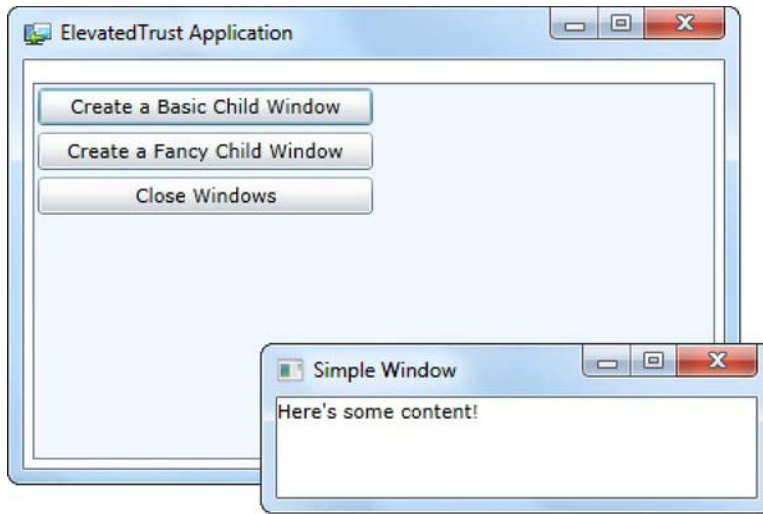 ElevatedTrust Application
Create a Basic Child Window
Create a Fancy Child Window
Close Windows
Simple Window
Here's some content!